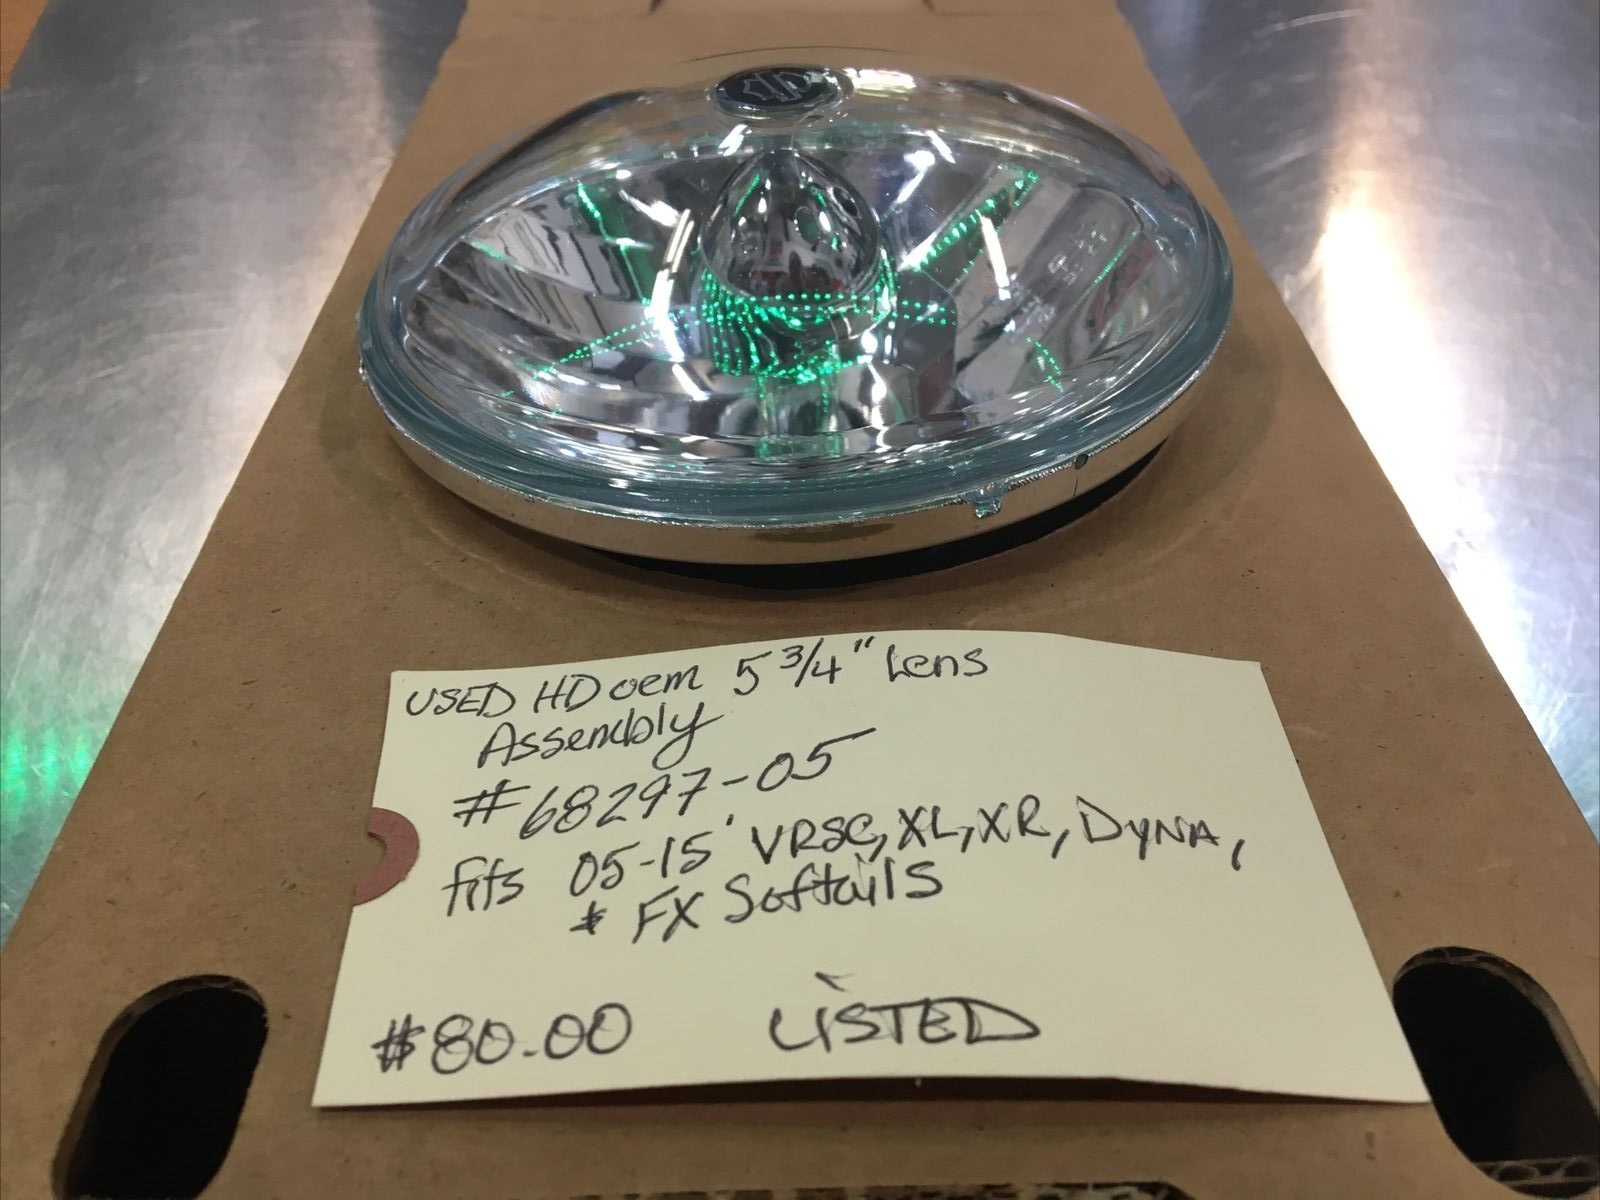 USED HD oem 5 3/4" Lens
Assembly
#68297-05
fits 05-15' VRSC, XL, XR, DYNA,
& FX Softails
$80.00 LISTED